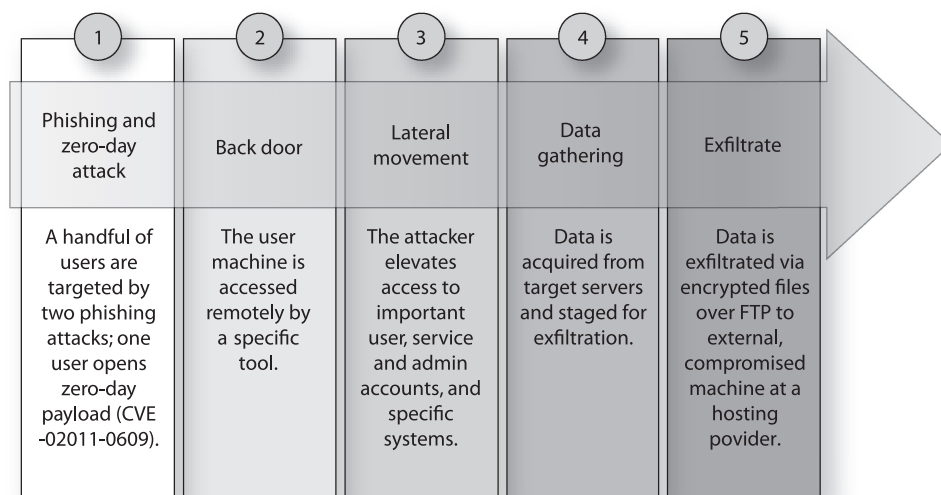 1
Phishing and
zero-day
attack
A handful of
users are
targeted by
two phishing
attacks; one
user opens
zero-day
payload (CVE
-02011-0609).
2
Back door
The user
machine is
accessed
remotely by
a specific
tool.
3
Lateral
movement
The attacker
elevates
access to
important
user, service
and admin
accounts, and
specific
systems.
4
Data
gathering
Data is
acquired from
target servers
and staged for
exfiltration.
5
Exfiltrate
Data is
exfiltrated via
encrypted files
over FTP to
external,
compromised
machine at a
hosting
povider.